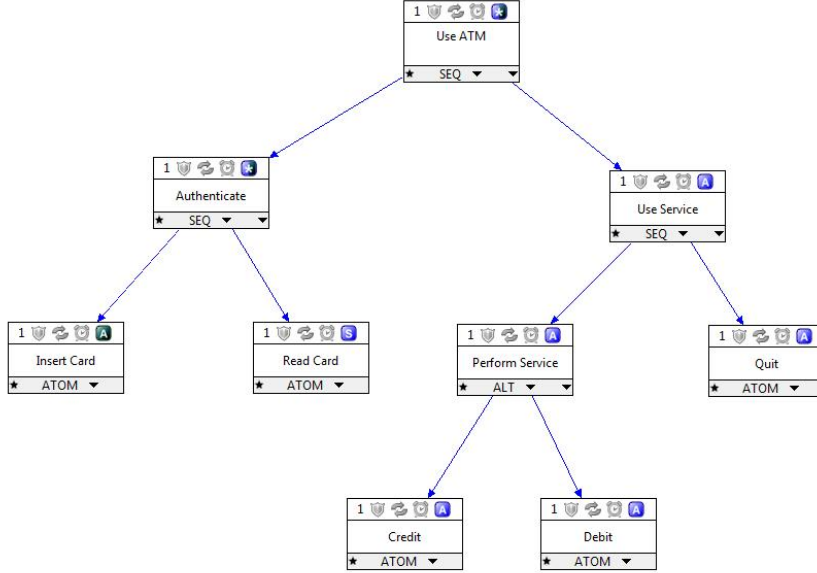 1 *
Use ATM
★ SEQ ▼ ▼
1 *
Authenticate
★ SEQ ▼ ▼
1 A
Use Service
★ SEQ ▼ ▼
1 A
Insert Card
★ ATOM ▼
1 S
Read Card
★ ATOM ▼
1 A
Perform Service
★ ALT ▼ ▼
1 A
Quit
★ ATOM ▼
1 A
Credit
★ ATOM ▼
1 A
Debit
★ ATOM ▼